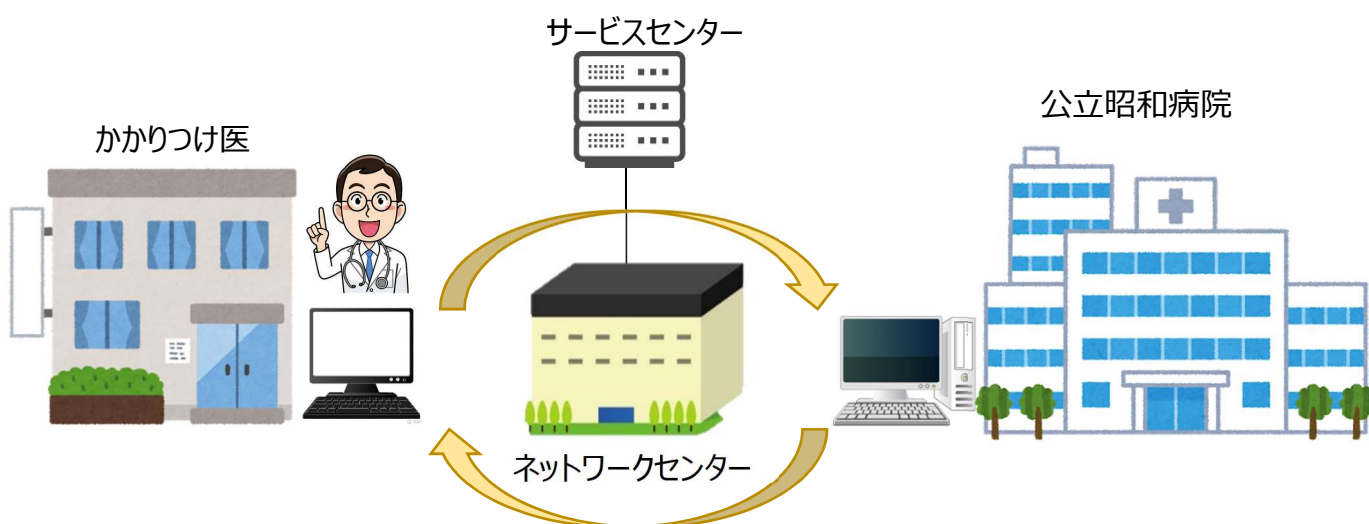 サービスセンター
公立昭和病院
かかりつけ医
ネットワークセンター